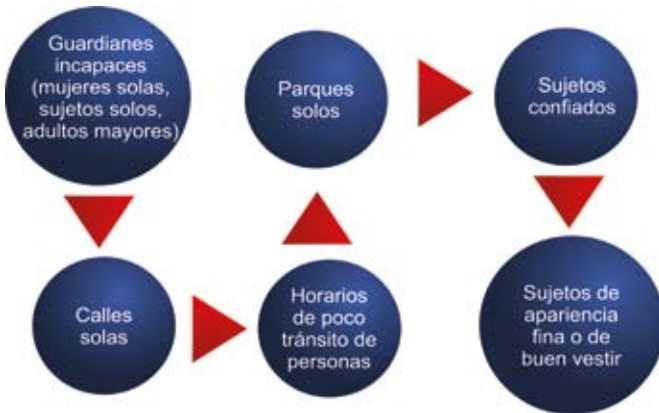 Guardianes
incapaces
(mujeres solas,
sujetos solos,
adultos mayores)
Calles
solas
Horarios
de poco
tránsito de
personas
Parques
solos
Sujetos
confiados
Sujetos de
apariencia
fina o de
buen vestir